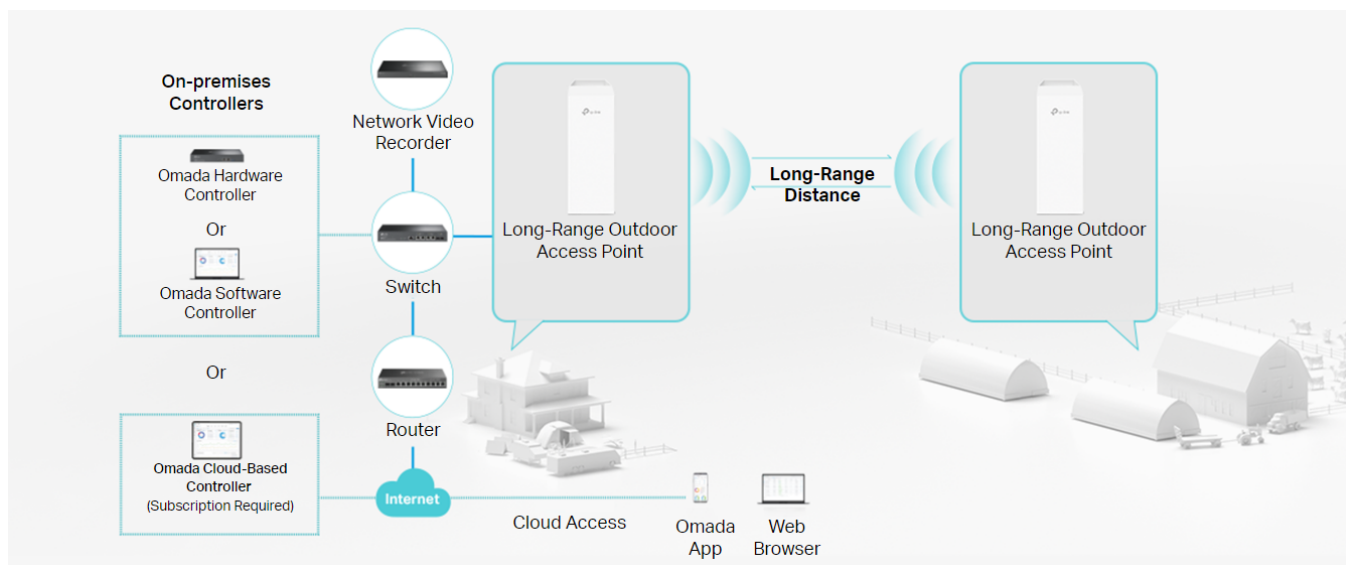 On-premises
Controllers
Omada Hardware
Controller
Or
Omada Software
Controller
Or
Omada Cloud-Based
Controller
(Subscription Required)
Network Video
Recorder
Switch
Router
Internet
Cloud Access
Omada
App
Web
Browser
Long-Range Outdoor
Access Point
Long-Range
Distance
Long-Range Outdoor
Access Point